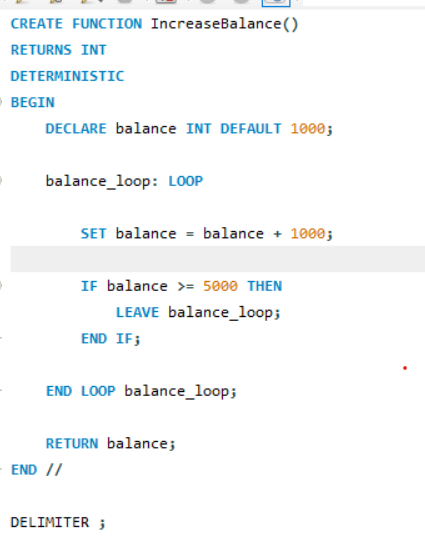 CREATE FUNCTION IncreaseBalance()
RETURNS INT
DETERMINISTIC
BEGIN
    DECLARE balance INT DEFAULT 1000;
    balance_loop: LOOP
        SET balance = balance + 1000;
        IF balance >= 5000 THEN
            LEAVE balance_loop;
        END IF;
    END LOOP balance_loop;
    RETURN balance;
END //
DELIMITER ;